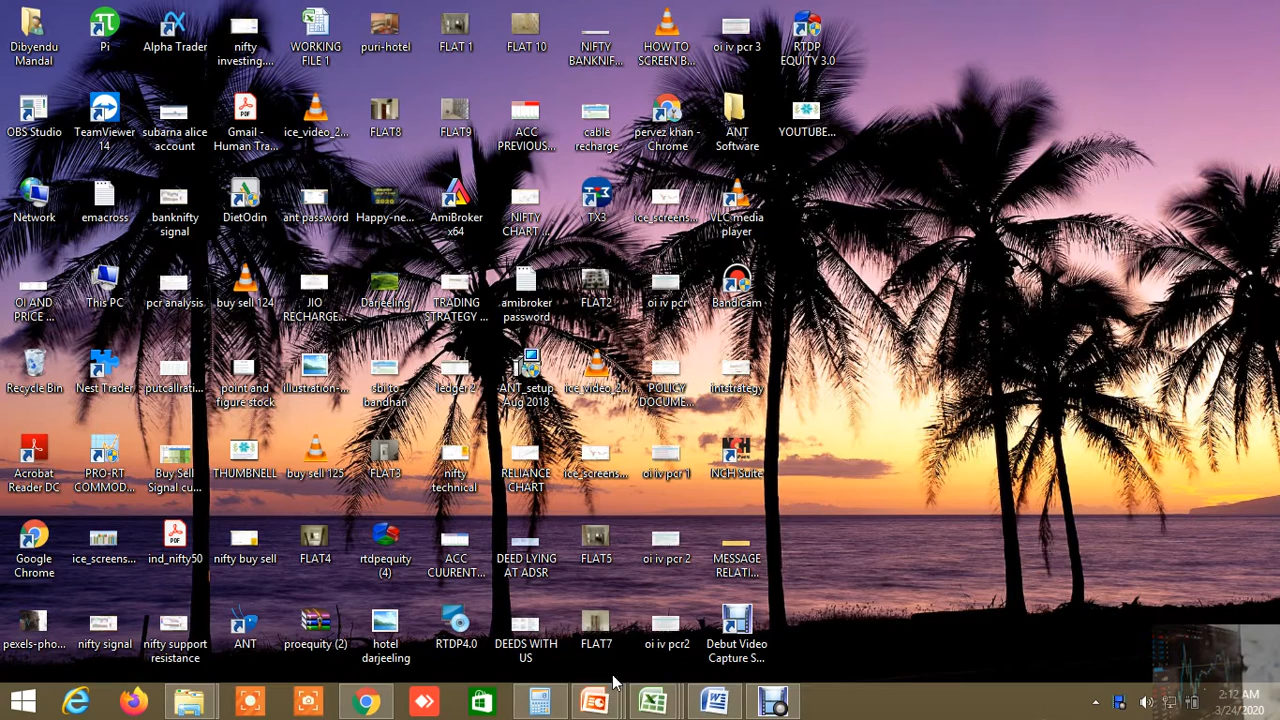 Dibyendu
Mandal
Pi
Alpha Trader
nifty
investing....
WORKING
FILE 1
puri-hotel
FLAT 1
FLAT 10
NIFTY
BANKNIF...
HOW TO
SCREEN B...
oi iv pcr 3
RTDP
EQUITY 3.0
OBS Studio
TeamViewer
14
subarna alice
account
Gmail -
Human Tra...
ice_video_2...
FLAT8
FLAT9
ACC
PREVIOUS...
cable
recharge
pervez khan -
Chrome
ANT
Software
YOUTUBE...
Network
emacross
banknifty
signal
DietOdin
ant password
Happy-ne...
AmiBroker
x64
NIFTY
CHART ...
TX3
ice_screens...
VLC media
player
OI AND
PRICE ...
This PC
pcr analysis
buy sell 124
JIO
RECHARGE...
Darjeeling
TRADING
STRATEGY ...
amibroker
password
FLAT2
oi iv pcr
Bandicam
Recycle Bin
Nest Trader
putcallrati...
point and
figure stock
illustration-...
sbi to
bandhan
ledger 2
ANT_setup
Aug 2018
ice_video_2...
POLICY
DOCUME...
intstrategy
Acrobat
Reader DC
PRO-RT
COMMOD...
Buy Sell
Signal cu...
THUMBNELL
buy sell 125
FLAT3
nifty
technical
RELIANCE
CHART
ice_screens...
oi iv pcr 1
NCH Suite
Google
Chrome
ice_screens...
ind_nifty50
nifty buy sell
FLAT4
rtdpequity
(4)
ACC
CUURENT...
DEED LYING
AT ADSR
FLAT5
oi iv pcr 2
MESSAGE
RELATI...
pexels-pho...
nifty signal
nifty support
resistance
ANT
proequity (2)
hotel
darjeeling
RTDP4.0
DEEDS WITH
US
FLAT7
oi iv pcr2
Debut Video
Capture S...
2:12 AM
3/24/2020